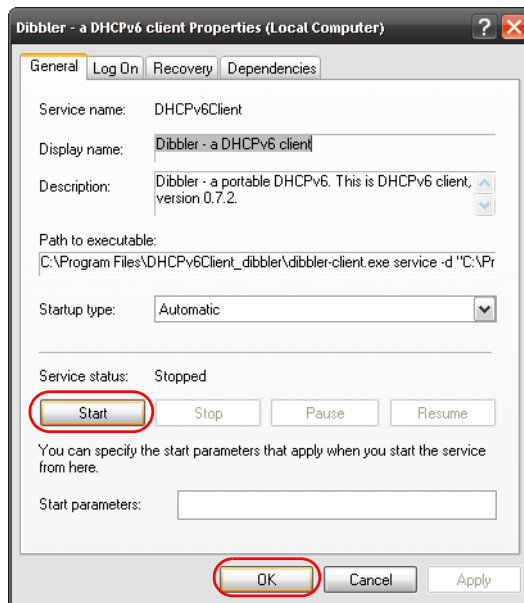 Dibbler - a DHCPv6 client Properties (Local Computer)
General Log On Recovery Dependencies
Service name: DHCPv6Client
Display name: Dibbler - a DHCPv6 client
Description: Dibbler - a portable DHCPv6. This is DHCPv6 client,
version 0.7.2.
Path to executable:
C:\Program Files\DHCPv6Client_dibbler\dibbler-client.exe service -d "C:\Pr
Startup type: Automatic
Service status: Stopped
Start Stop Pause Resume
You can specify the start parameters that apply when you start the service
from here.
Start parameters:
OK Cancel Apply